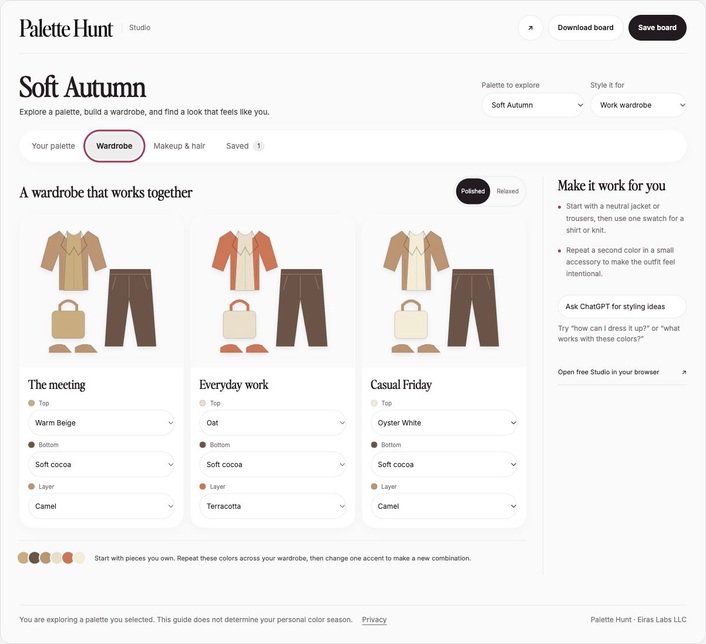 Palette Hunt
Studio
↗
Download board
Save board
Soft Autumn
Explore a palette, build a wardrobe, and find a look that feels like you.
Palette to explore
Soft Autumn
Style it for
Work wardrobe
Your palette
Wardrobe
Makeup & hair
Saved 1
A wardrobe that works together
Polished
Relaxed
The meeting
Top
Warm Beige
Bottom
Soft cocoa
Layer
Camel
Everyday work
Top
Oat
Bottom
Soft cocoa
Layer
Terracotta
Casual Friday
Top
Oyster White
Bottom
Soft cocoa
Layer
Camel
Start with pieces you own. Repeat these colors across your wardrobe, then change one accent to make a new combination.
Make it work for you
• Start with a neutral jacket or
trousers, then use one swatch for a
shirt or knit.
• Repeat a second color in a small
accessory to make the outfit feel
intentional.
Ask ChatGPT for styling ideas
Try “how can I dress it up?” or “what
works with these colors?”
Open free Studio in your browser ↗
You are exploring a palette you selected. This guide does not determine your personal color season.
Privacy
Palette Hunt · Eiras Labs LLC